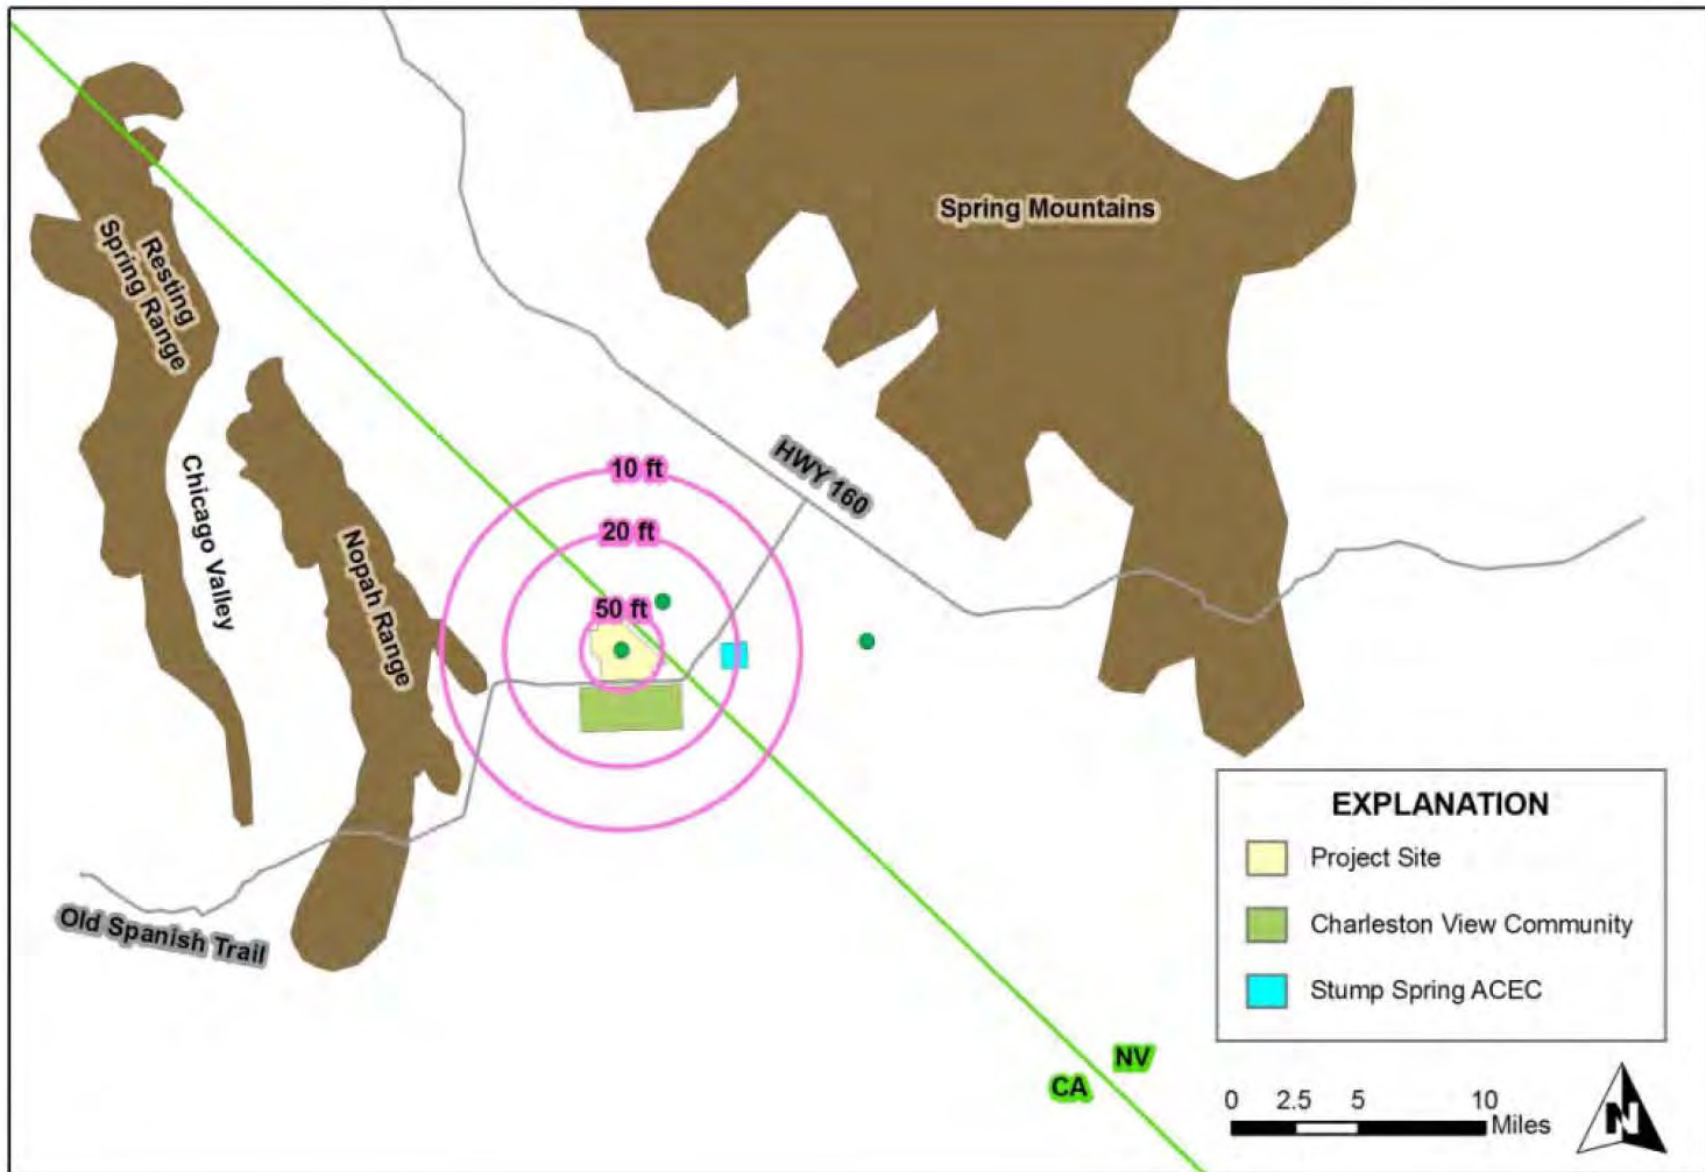 Spring Mountains
Resting
Spring Range
HWY 160
10 ft
Chicago Valley
20 ft
Nopah Range
50 ft
Old Spanish Trail
EXPLANATION
Project Site
Charleston View Community
Stump Spring ACEC
NV
CA
0 2.5 5 10
Miles
N